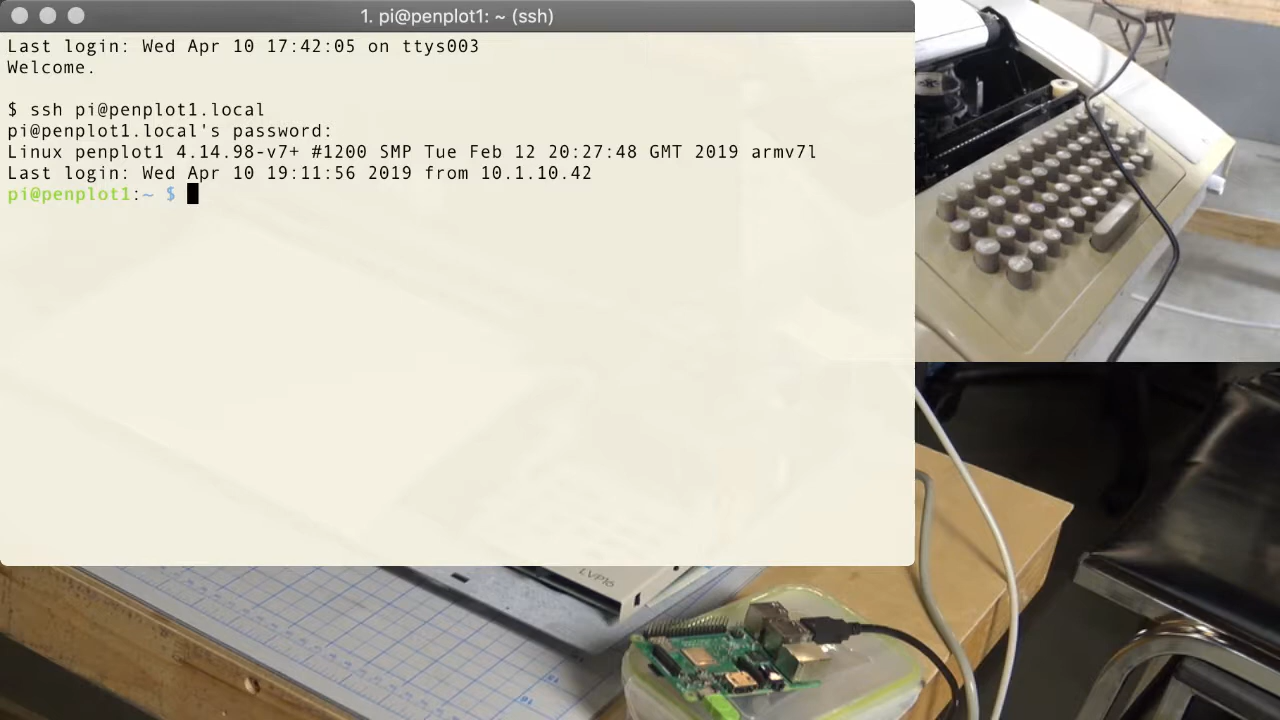 1. pi@penplot1: ~ (ssh)
Last login: Wed Apr 10 17:42:05 on ttys003
Welcome.
$ ssh pi@penplot1.local
pi@penplot1.local's password:
Linux penplot1 4.14.98-v7+ #1200 SMP Tue Feb 12 20:27:48 GMT 2019 armv7l
Last login: Wed Apr 10 19:11:56 2019 from 10.1.10.42
pi@penplot1:~ $
LVP16